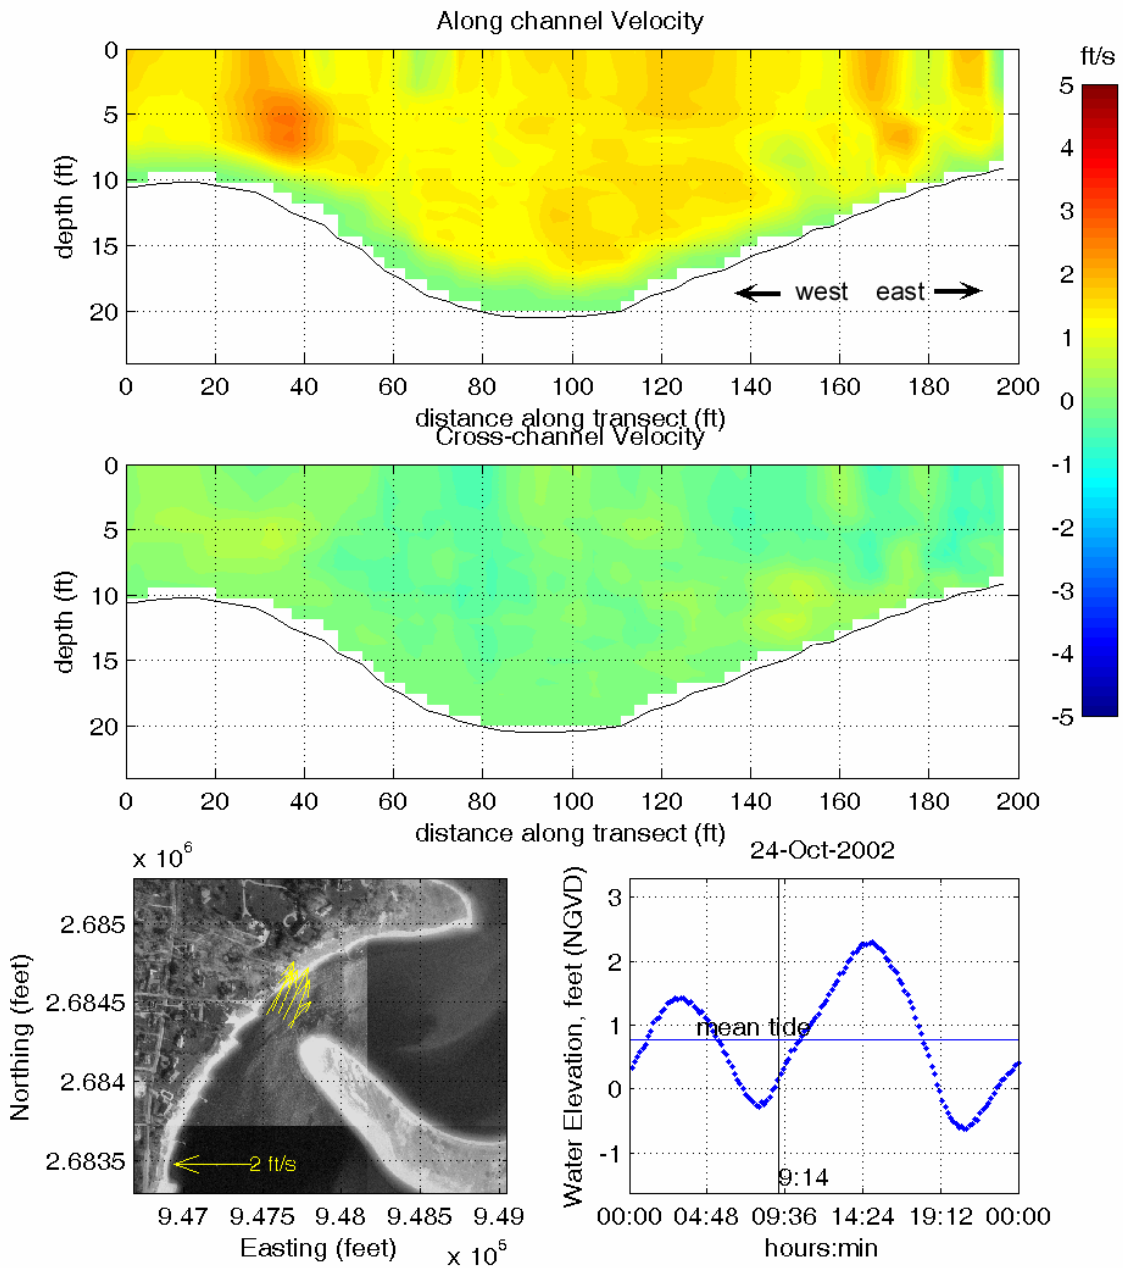 Along channel Velocity
ft/s
0
5
10
15
20
depth (ft)
west east
0 20 40 60 80 100 120 140 160 180 200
distance along transect (ft)
5
4
3
2
1
0
-1
-2
-3
-4
-5
Cross-channel Velocity
0
5
10
15
20
depth (ft)
0 20 40 60 80 100 120 140 160 180 200
distance along transect (ft)
x 10^6
2.685
2.6845
2.684
2.6835
Northing (feet)
2 ft/s
9.47 9.475 9.48 9.485 9.49
Easting (feet)
x 10^5
24-Oct-2002
3
2
1
0
-1
Water Elevation, feet (NGVD)
mean tide
9:14
00:00 04:48 09:36 14:24 19:12 00:00
hours:min